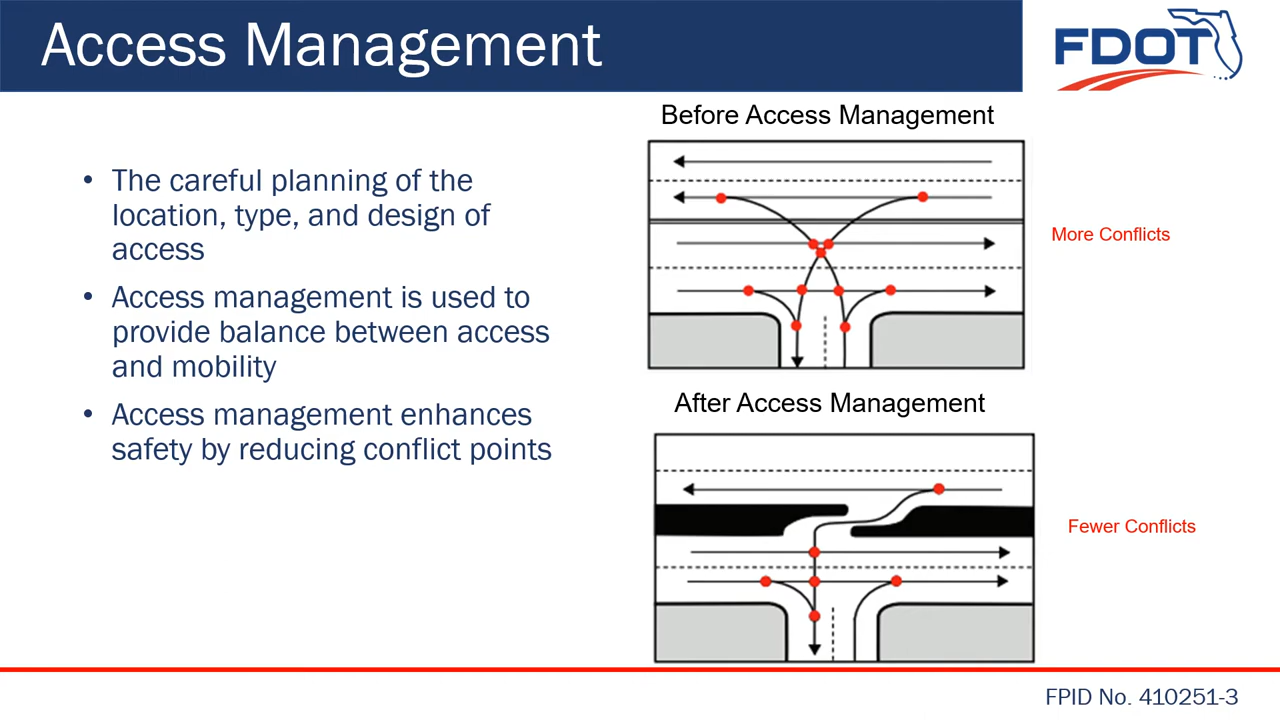 Access Management
FDOT
• The careful planning of the
location, type, and design of
access
• Access management is used to
provide balance between access
and mobility
• Access management enhances
safety by reducing conflict points
Before Access Management
More Conflicts
After Access Management
Fewer Conflicts
FPID No. 410251-3